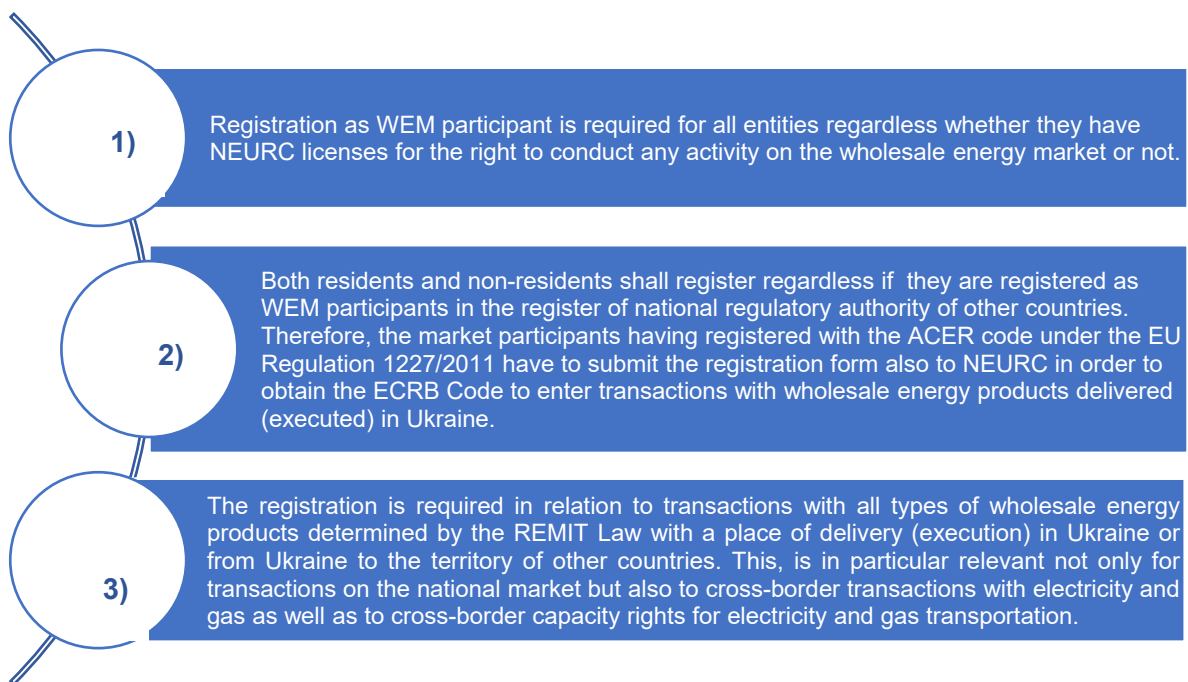 1)
Registration as WEM participant is required for all entities regardless whether they have
NEURC licenses for the right to conduct any activity on the wholesale energy market or not.
2)
Both residents and non-residents shall register regardless if they are registered as
WEM participants in the register of national regulatory authority of other countries.
Therefore, the market participants having registered with the ACER code under the EU
Regulation 1227/2011 have to submit the registration form also to NEURC in order to
obtain the ECRB Code to enter transactions with wholesale energy products delivered
(executed) in Ukraine.
3)
The registration is required in relation to transactions with all types of wholesale energy
products determined by the REMIT Law with a place of delivery (execution) in Ukraine or
from Ukraine to the territory of other countries. This, is in particular relevant not only for
transactions on the national market but also to cross-border transactions with electricity and
gas as well as to cross-border capacity rights for electricity and gas transportation.